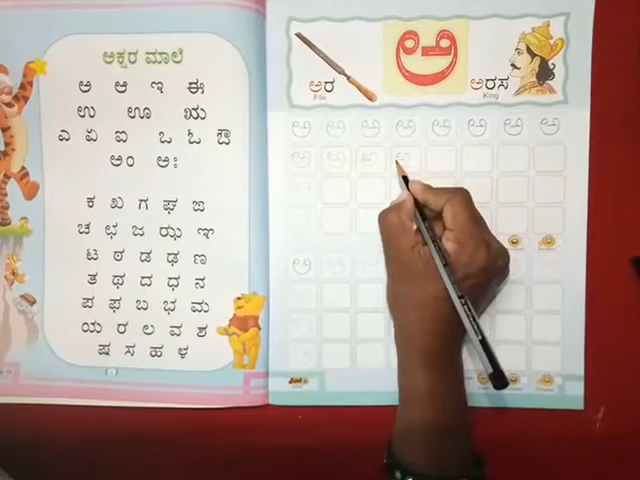 ಅಕ್ಷರ ಮಾಲೆ
ಅ ಆ ಇ ಈ
ಉ ಊ ಋ
ಎ ಏ ಐ ಒ ಓ ಔ
ಅಂ ಅಃ
ಕ ಖ ಗ ಘ ಙ
ಚ ಛ ಜ ಝ ಞ
ಟ ಠ ಡ ಢ ಣ
ತ ಥ ದ ಧ ನ
ಪ ಫ ಬ ಭ ಮ
ಯ ರ ಲ ವ ಶ
ಷ ಸ ಹ ಳ
ಅ
ಅರ
File
ಅರಸ
King
ಅ ಅ ಅ ಅ ಅ ಅ ಅ ಅ
ಅ ಅ ಅ ಅ
ಅ